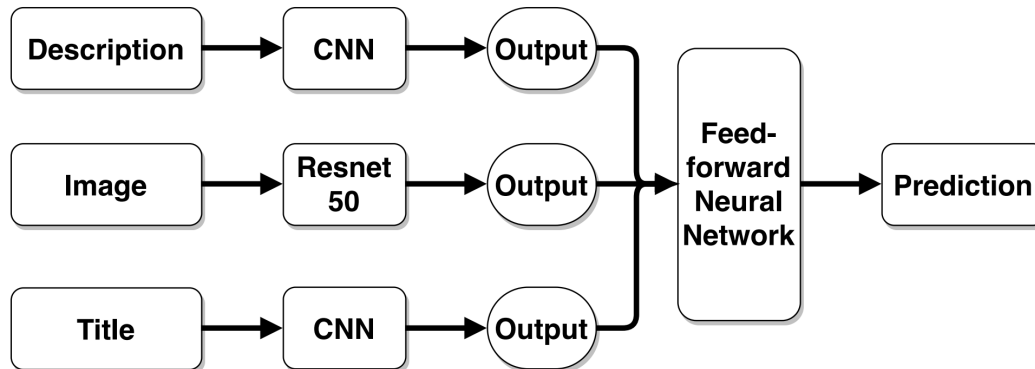 Description
CNN
Output
Image
Resnet
50
Output
Title
CNN
Output
Feed-
forward
Neural
Network
Prediction